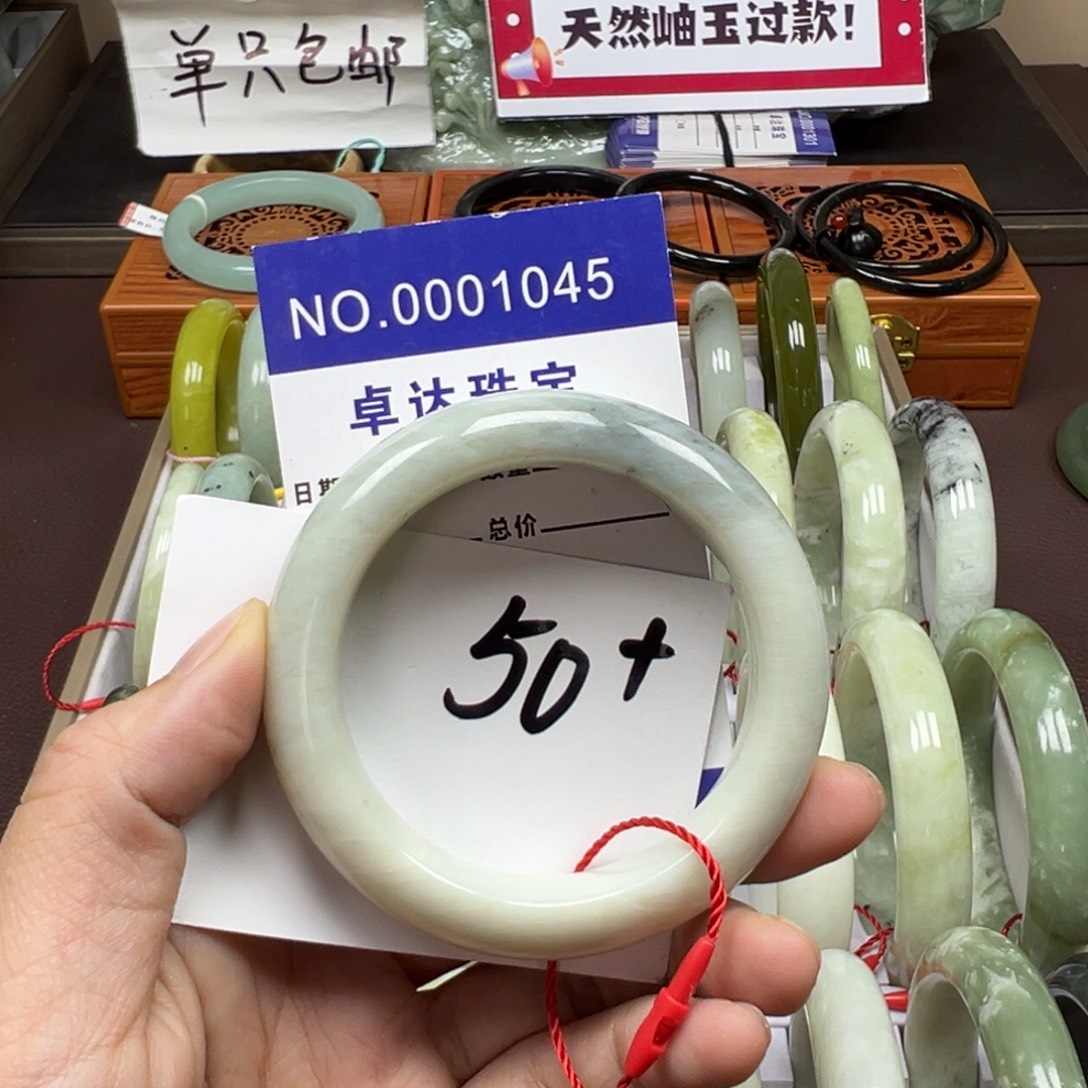 单只包邮
天然岫玉过款!
NO.0001045
卓达珠宝
日期
总价
50+